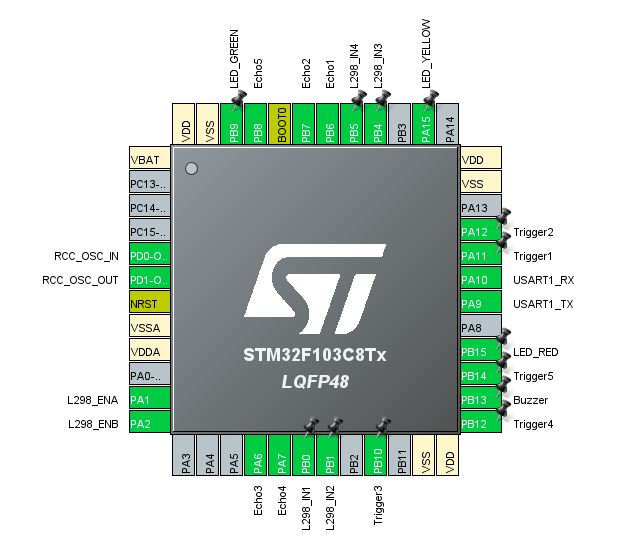 LED_GREEN
Echo5
Echo2
Echo1
L298_IN4
L298_IN3
LED_YELLOW
VDD
VSS
PB9
PB8
BOOT0
PB7
PB6
PB5
PB4
PB3
PA15
PA14
VBAT
PC13-..
PC14-..
PC15-..
RCC_OSC_IN PD0-O..
RCC_OSC_OUT PD1-O..
NRST
VSSA
VDDA
PA0-..
L298_ENA PA1
L298_ENB PA2
ST
STM32F103C8Tx
LQFP48
VDD
VSS
PA13
PA12 Trigger2
PA11 Trigger1
PA10 USART1_RX
PA9 USART1_TX
PA8
PB15 LED_RED
PB14 Trigger5
PB13 Buzzer
PB12 Trigger4
PA3
PA4
PA5
PA6
PA7
PB0
PB1
PB2
PB10
PB11
VSS
VDD
Echo3
Echo4
L298_IN1
L298_IN2
Trigger3